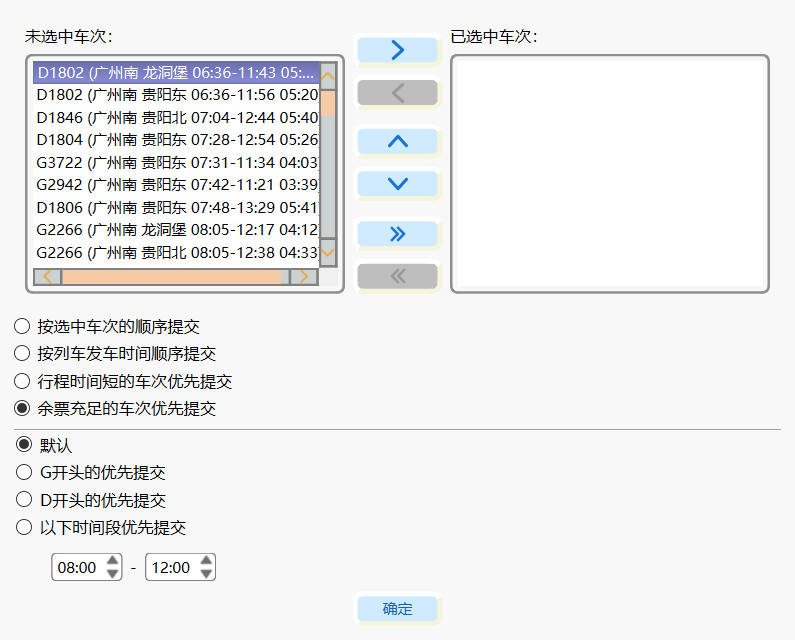 未选中车次:
已选中车次:
D1802 (广州南 龙洞堡 06:36-11:43 05:...
D1802 (广州南 贵阳东 06:36-11:56 05:20
D1846 (广州南 贵阳北 07:04-12:44 05:40
D1804 (广州南 贵阳东 07:28-12:54 05:26
G3722 (广州南 贵阳东 07:31-11:34 04:03)
G2942 (广州南 贵阳东 07:42-11:21 03:39)
D1806 (广州南 贵阳东 07:48-13:29 05:41)
G2266 (广州南 龙洞堡 08:05-12:17 04:12)
G2266 (广州南 贵阳北 08:05-12:38 04:33)
按选中车次的顺序提交
按列车发车时间顺序提交
行程时间短的车次优先提交
余票充足的车次优先提交
默认
G开头的优先提交
D开头的优先提交
以下时间段优先提交
08:00 - 12:00
确定